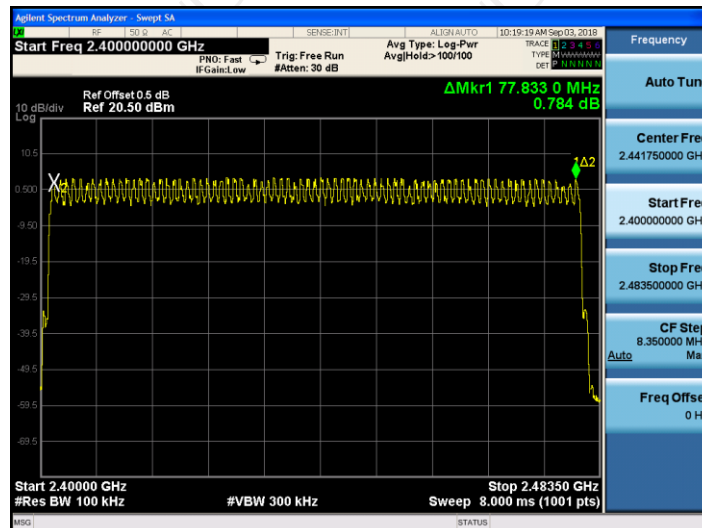 Agilent Spectrum Analyzer - Swept SA
RF 50 Ω AC SENSE:INT ALIGN AUTO 10:19:19 AM Sep 03, 2018
Start Freq 2.400000000 GHz
PNO: Fast
IFGain:Low
Trig: Free Run
#Atten: 30 dB
Avg Type: Log-Pwr
Avg|Hold:>100/100
TRACE 1 2 3 4 5 6
TYPE M
DET P N N N N N
Ref Offset 0.5 dB
Ref 20.50 dBm
10 dB/div
Log
ΔMkr1 77.833 0 MHz
0.784 dB
10.5
0.500
-9.50
-19.5
-29.5
-39.5
-49.5
-59.5
-69.5
X2
1Δ2
Start 2.40000 GHz
Stop 2.48350 GHz
#Res BW 100 kHz
#VBW 300 kHz
Sweep 8.000 ms (1001 pts)
MSG
STATUS
Frequency
Auto Tun
Center Fre
2.441750000 GH
Start Fre
2.400000000 GH
Stop Fre
2.483500000 GH
CF Step
8.350000 MH
Auto Ma
Freq Offse
0 H